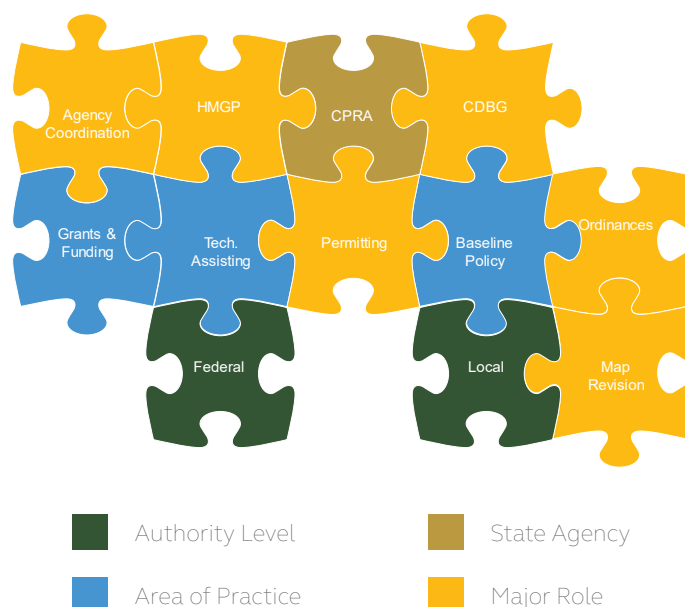 Agency
Coordination
HMGP
CPRA
CDBG
Grants &
Funding
Tech.
Assisting
Permitting
Baseline
Policy
Ordinances
Federal
Local
Map
Revision
Authority Level
State Agency
Area of Practice
Major Role